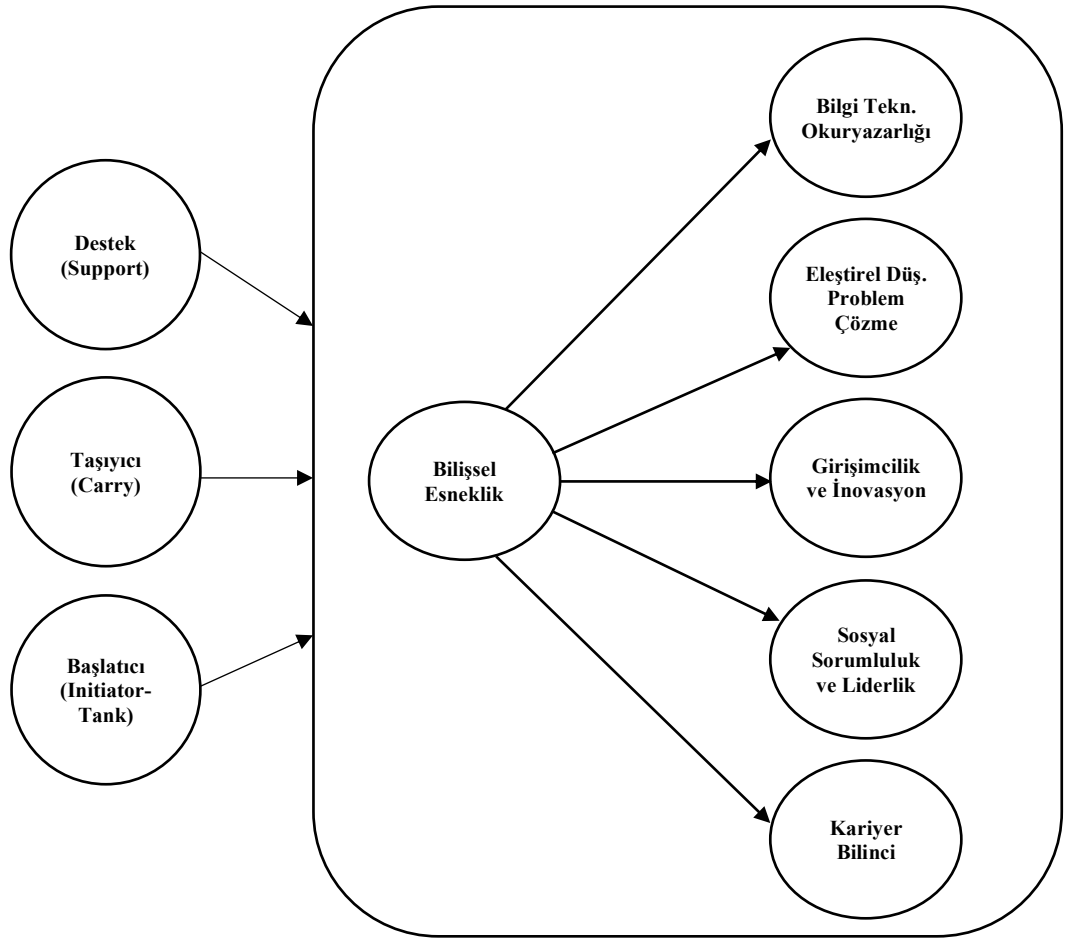 Destek
(Support)
Taşıyıcı
(Carry)
Başlatıcı
(Initiator-
Tank)
Bilişsel
Esneklik
Bilgi Tekn.
Okuryazarlığı
Eleştirel Düş.
Problem
Çözme
Girişimcilik
ve İnovasyon
Sosyal
Sorumluluk
ve Liderlik
Kariyer
Bilinci